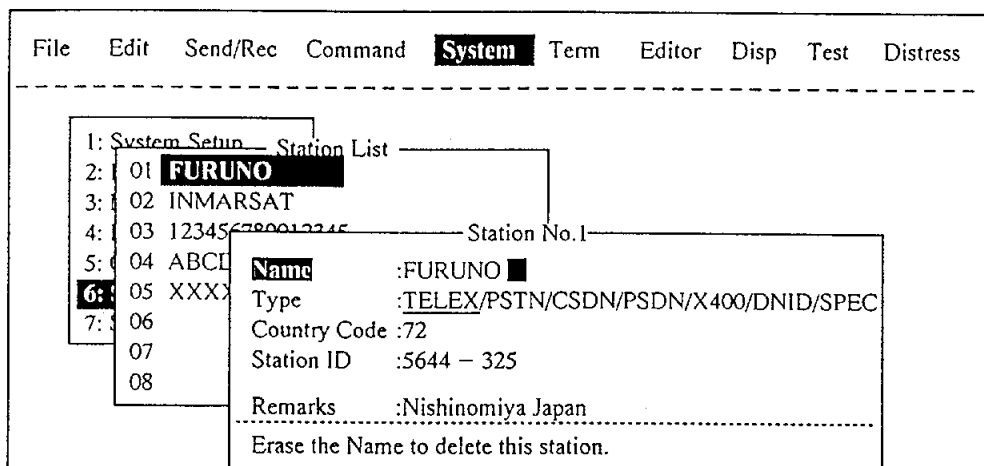 File Edit Send/Rec Command System Term Editor Disp Test Distress
1: System Setup
2:
3:
4:
5:
6:
7:
Station List
01 FURUNO
02 INMARSAT
03 123456789012345
04 ABCD
05 XXXX
06
07
08
Station No.1
Name :FURUNO
Type :TELEX/PSTN/CSDN/PSDN/X400/DNID/SPEC
Country Code :72
Station ID :5644 − 325
Remarks :Nishinomiya Japan
Erase the Name to delete this station.